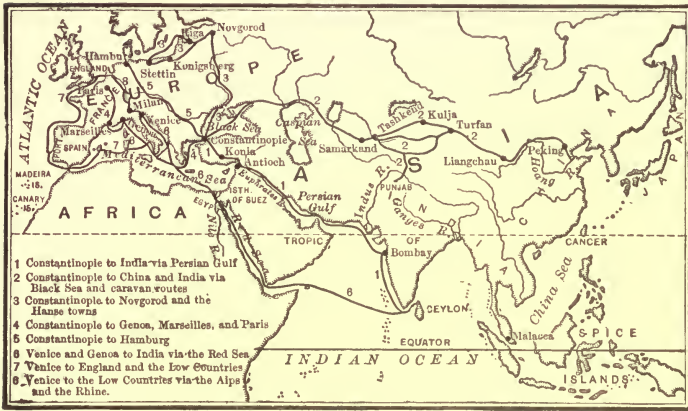 Riga
Novgorod
ATLANTIC OCEAN
Hamburg
ENGLAND
Stettin
Konigsberg
EUROPE
Paris
FRANCE
Milan
Venice
Marseilles
SPAIN
Black Sea
Caspian
Sea
Constantinople
Konia
Antioch
Mediterranean Sea
MADEIRA
IS.
CANARY
IS.
AFRICA
ISTH.
OF SUEZ
EGYPT
Nile R.
Red Sea
Euphrates R.
Persian
Gulf
ASIA
Tashkend
Kulja
Turfan
Samarkand
Liangchau
Peking
Hoang R.
JAPAN
Indus R.
PUNJAB
Ganges R.
INDIA
CHINA
TROPIC
OF
CANCER
Bombay
CEYLON
China Sea
Malacca
SPICE
ISLANDS
EQUATOR
INDIAN OCEAN
1 Constantinople to India via Persian Gulf
2 Constantinople to China and India via
Black Sea and caravan routes
3 Constantinople to Novgorod and the
Hanse towns
4 Constantinople to Genoa, Marseilles, and Paris
5 Constantinople to Hamburg
6 Venice and Genoa to India via the Red Sea
7 Venice to England and the Low Countries
8 Venice to the Low Countries via the Alps
and the Rhine.